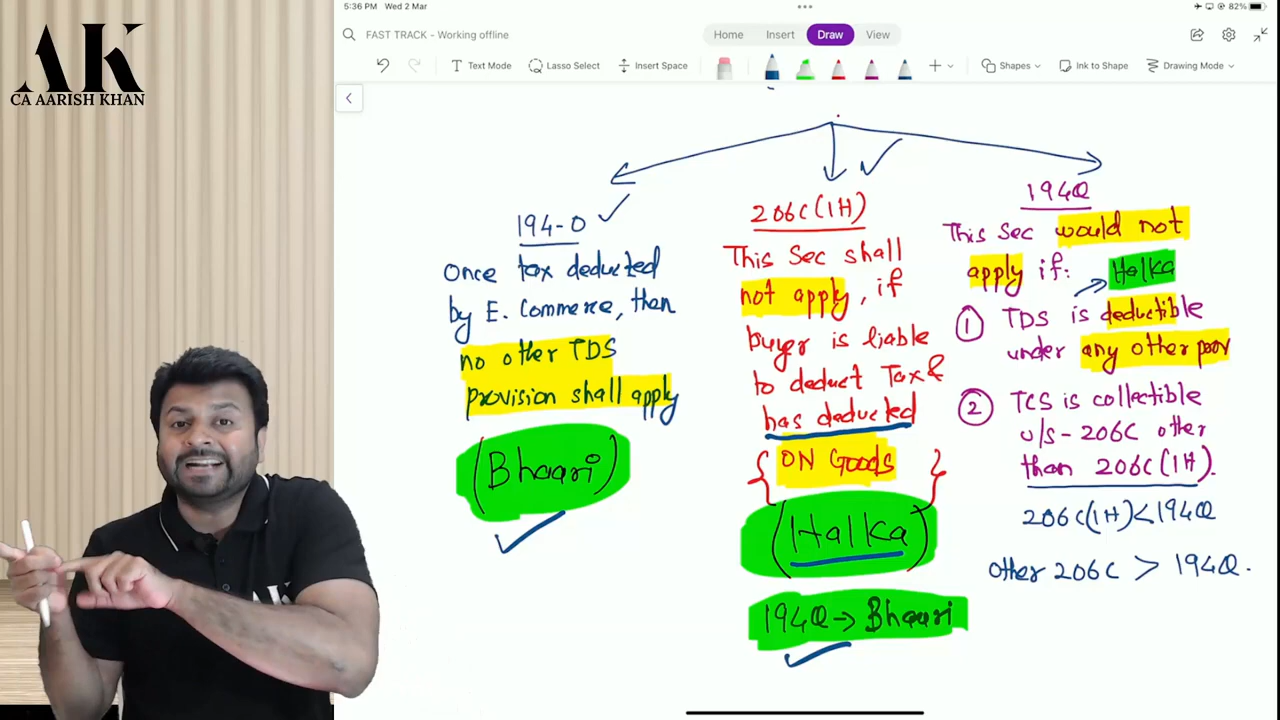 5:36 PM Wed 2 Mar
82%
AK
CA AARISH KHAN
FAST TRACK - Working offline
Home Insert Draw View
Text Mode Lasso Select Insert Space Shapes Ink to Shape Drawing Mode
194-O
Once tax deducted
by E. Commerce, then
no other TDS
provision shall apply
(Bhaari)
206C(1H)
This Sec shall
not apply, if
buyer is liable
to deduct Tax &
has deducted
{ ON Goods }
(Halka)
194Q → Bhaari
194Q
This Sec would not
apply if:
Halka
① TDS is deductible
under any other prov
② TCS is collectible
u/s - 206C other
than 206C(1H).
206C(1H) < 194Q
other 206C > 194Q.